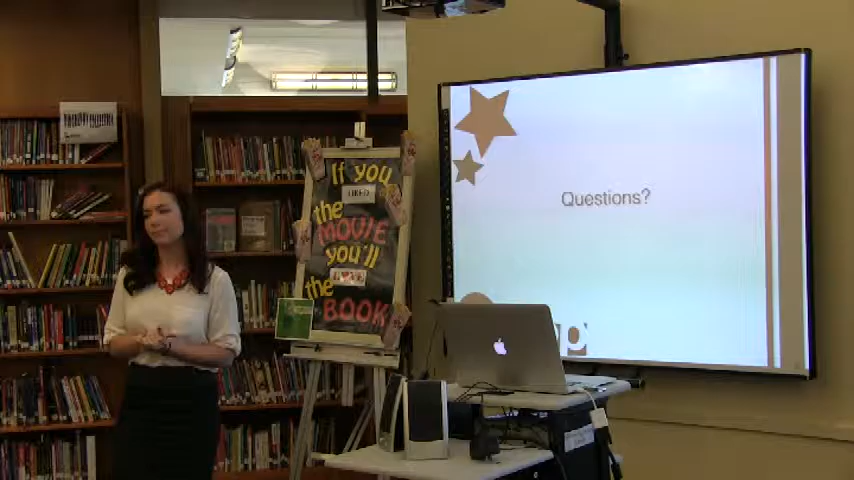 If you
LIKED
the
MOVIE
you'll
LOVE
the
BOOK
Questions?